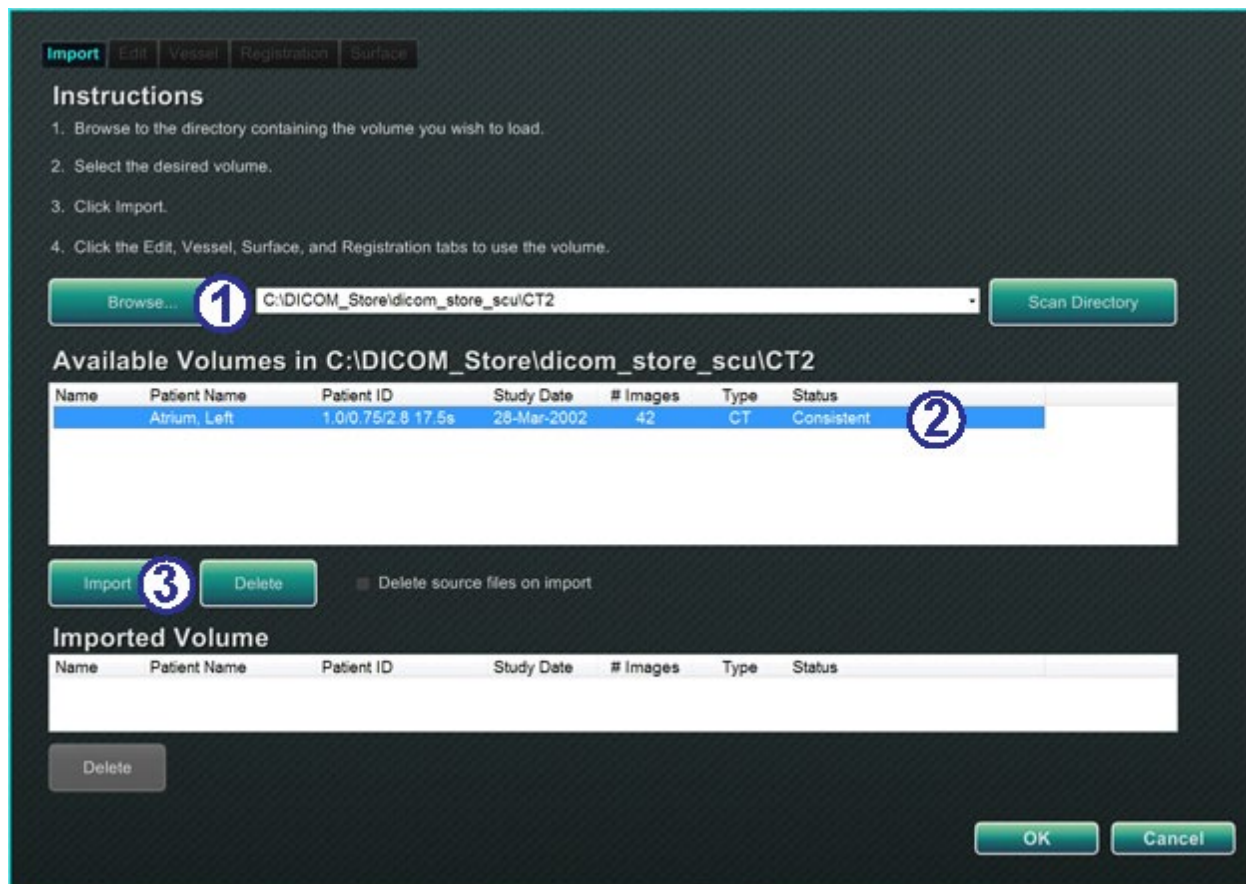 Import Edit Vessel Registration Surface
Instructions
1. Browse to the directory containing the volume you wish to load.
2. Select the desired volume.
3. Click Import.
4. Click the Edit, Vessel, Surface, and Registration tabs to use the volume.
Browse... 1 C:\DICOM_Store\dicom_store_scu\CT2 Scan Directory
Available Volumes in C:\DICOM_Store\dicom_store_scu\CT2
Name Patient Name Patient ID Study Date # Images Type Status
Atrium, Left 1.0/0.75/2.8 17.5s 28-Mar-2002 42 CT Consistent 2
Import 3 Delete Delete source files on import
Imported Volume
Name Patient Name Patient ID Study Date # Images Type Status
Delete
OK Cancel